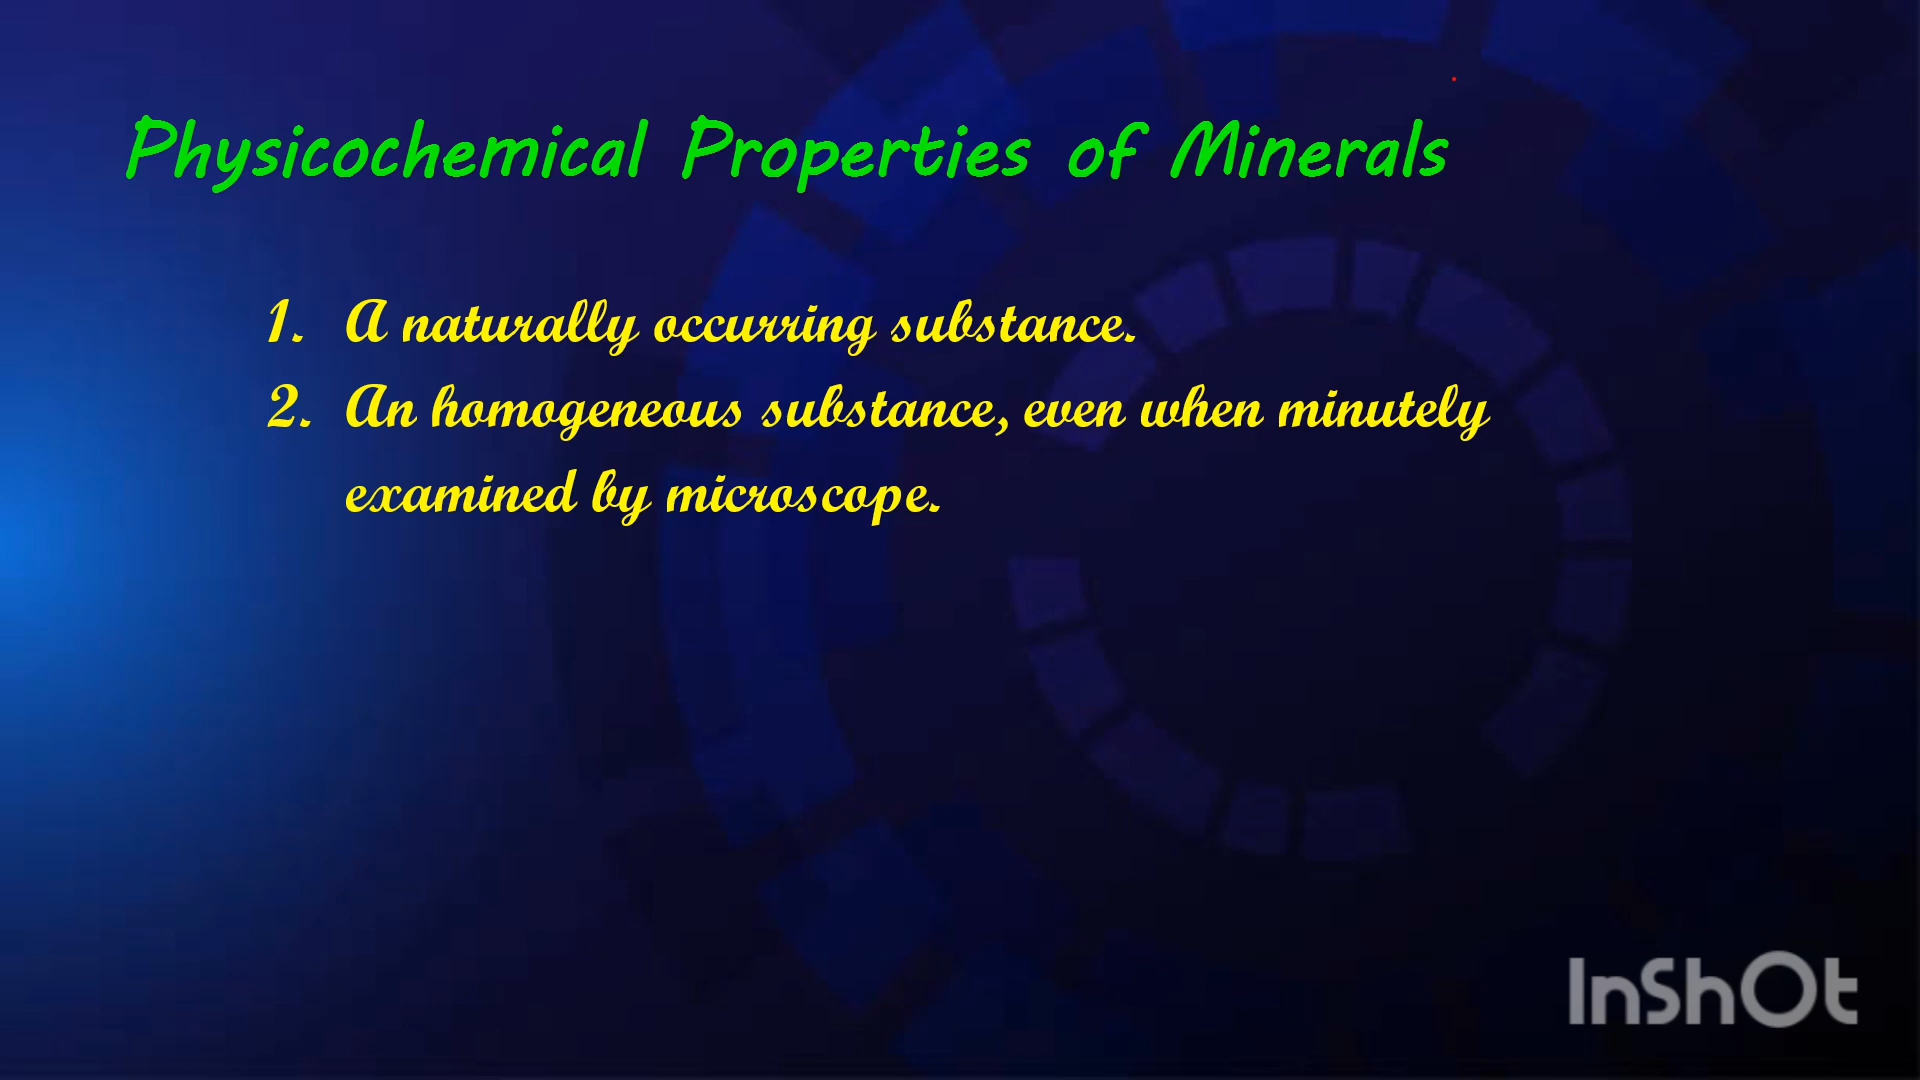 Physicochemical Properties of Minerals
1. A naturally occurring substance.
2. An homogeneous substance, even when minutely
examined by microscope.
InShOt